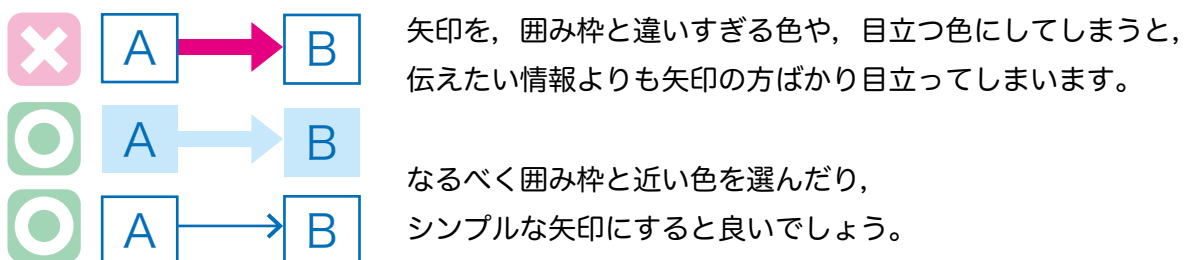 A B
矢印を，囲み枠と違いすぎる色や，目立つ色にしてしまうと，
伝えたい情報よりも矢印の方ばかり目立ってしまいます。
A B
なるべく囲み枠と近い色を選んだり，
シンプルな矢印にすると良いでしょう。
A B